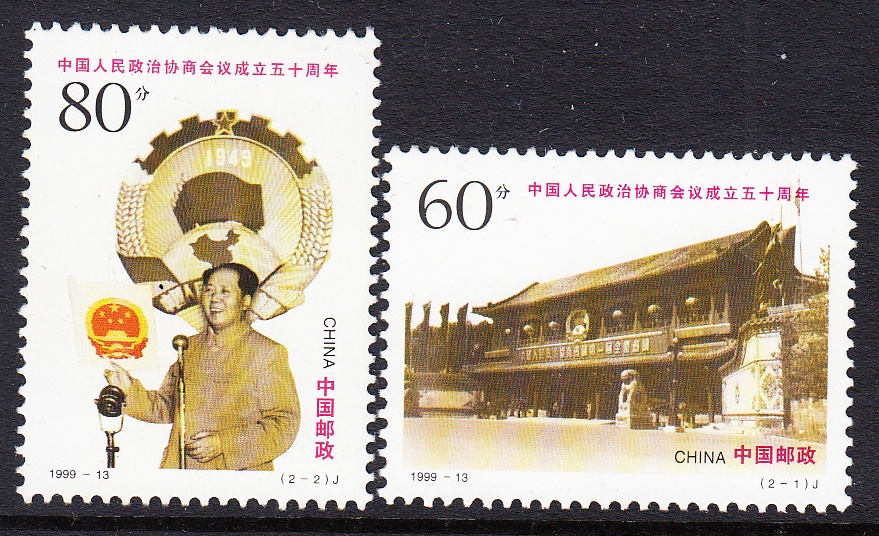 中国人民政治协商会议成立五十周年
80分
1949
CHINA
中国邮政
1999-13
(2-2)J
60分
中国人民政治协商会议成立五十周年
CHINA 中国邮政
1999-13
(2-1)J